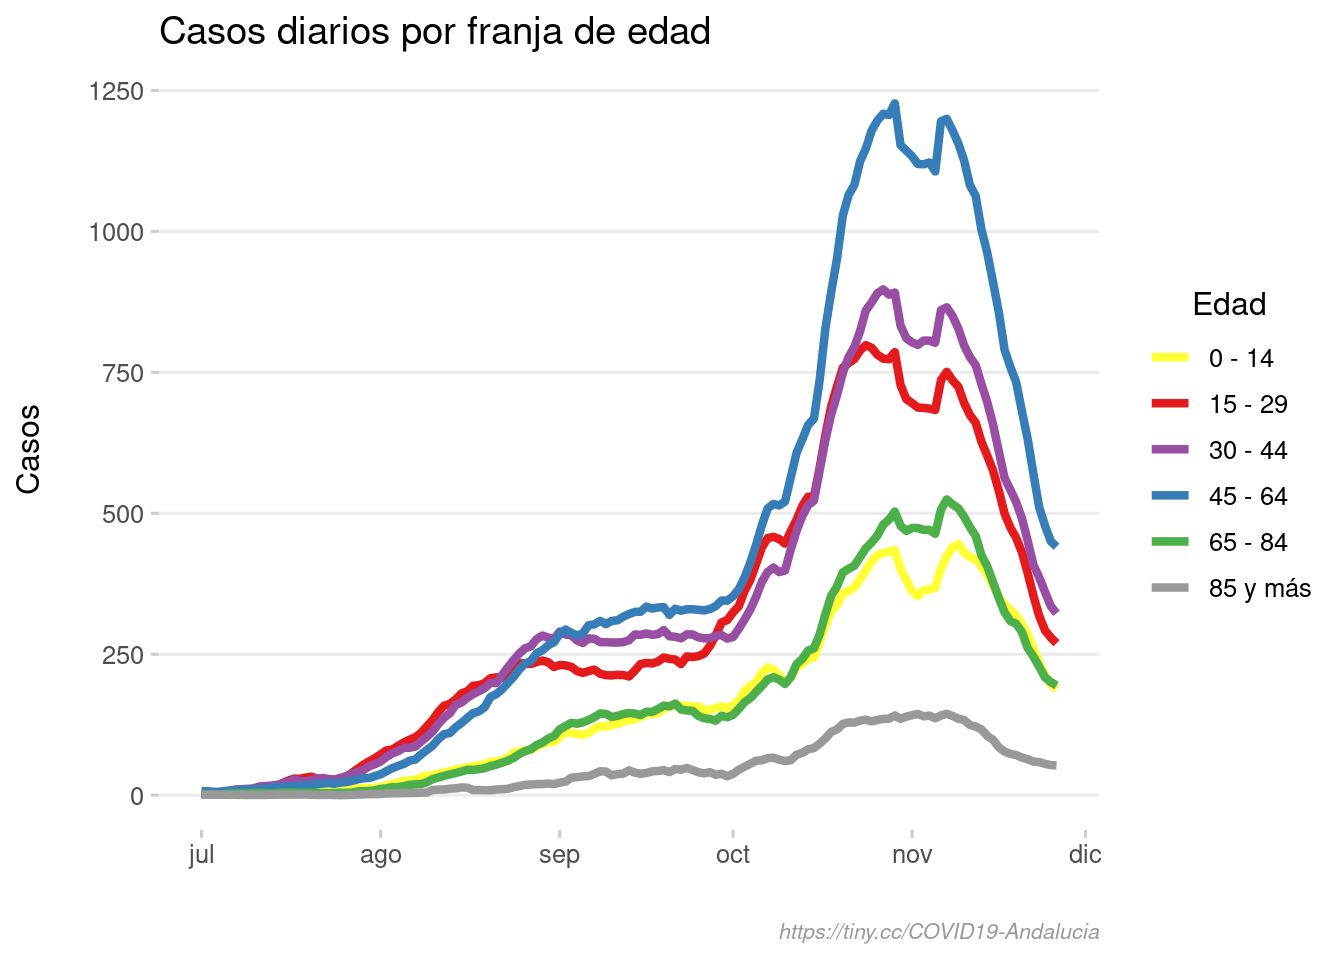 Casos diarios por franja de edad
1250
1000
750
500
250
0
Casos
jul ago sep oct nov dic
Edad
0 - 14
15 - 29
30 - 44
45 - 64
65 - 84
85 y más
https://tiny.cc/COVID19-Andalucia